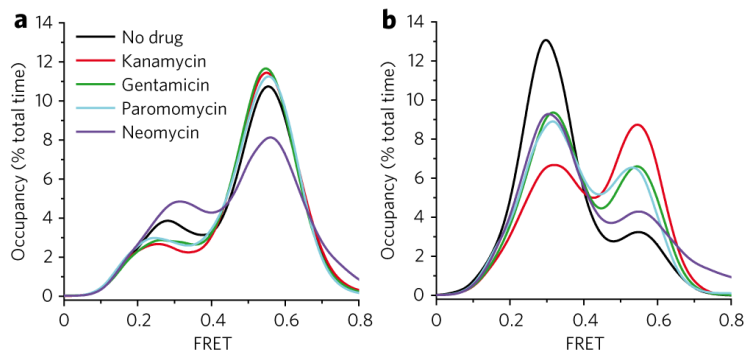 a
14
12
10
8
6
4
2
0
Occupancy (% total time)
No drug
Kanamycin
Gentamicin
Paromomycin
Neomycin
0 0.2 0.4 0.6 0.8
FRET
b
14
12
10
8
6
4
2
0
Occupancy (% total time)
0 0.2 0.4 0.6 0.8
FRET